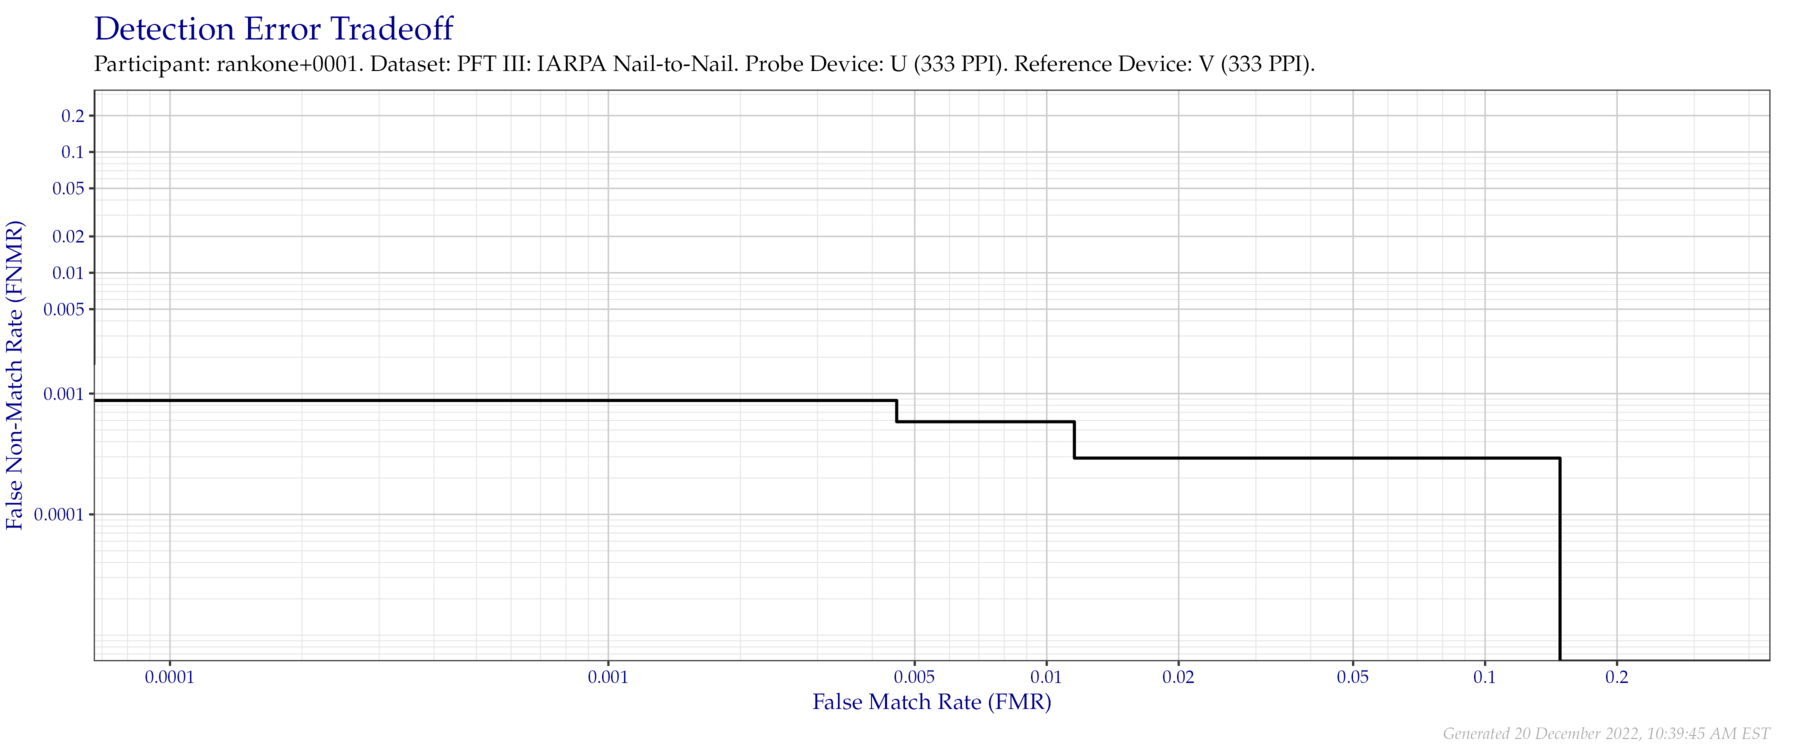 Detection Error Tradeoff
Participant: rankone+0001. Dataset: PFT III: IARPA Nail-to-Nail. Probe Device: U (333 PPI). Reference Device: V (333 PPI).
False Non-Match Rate (FNMR)
0.2
0.1
0.05
0.02
0.01
0.005
0.001
0.0001
0.0001 0.001 0.005 0.01 0.02 0.05 0.1 0.2
False Match Rate (FMR)
Generated 20 December 2022, 10:39:45 AM EST